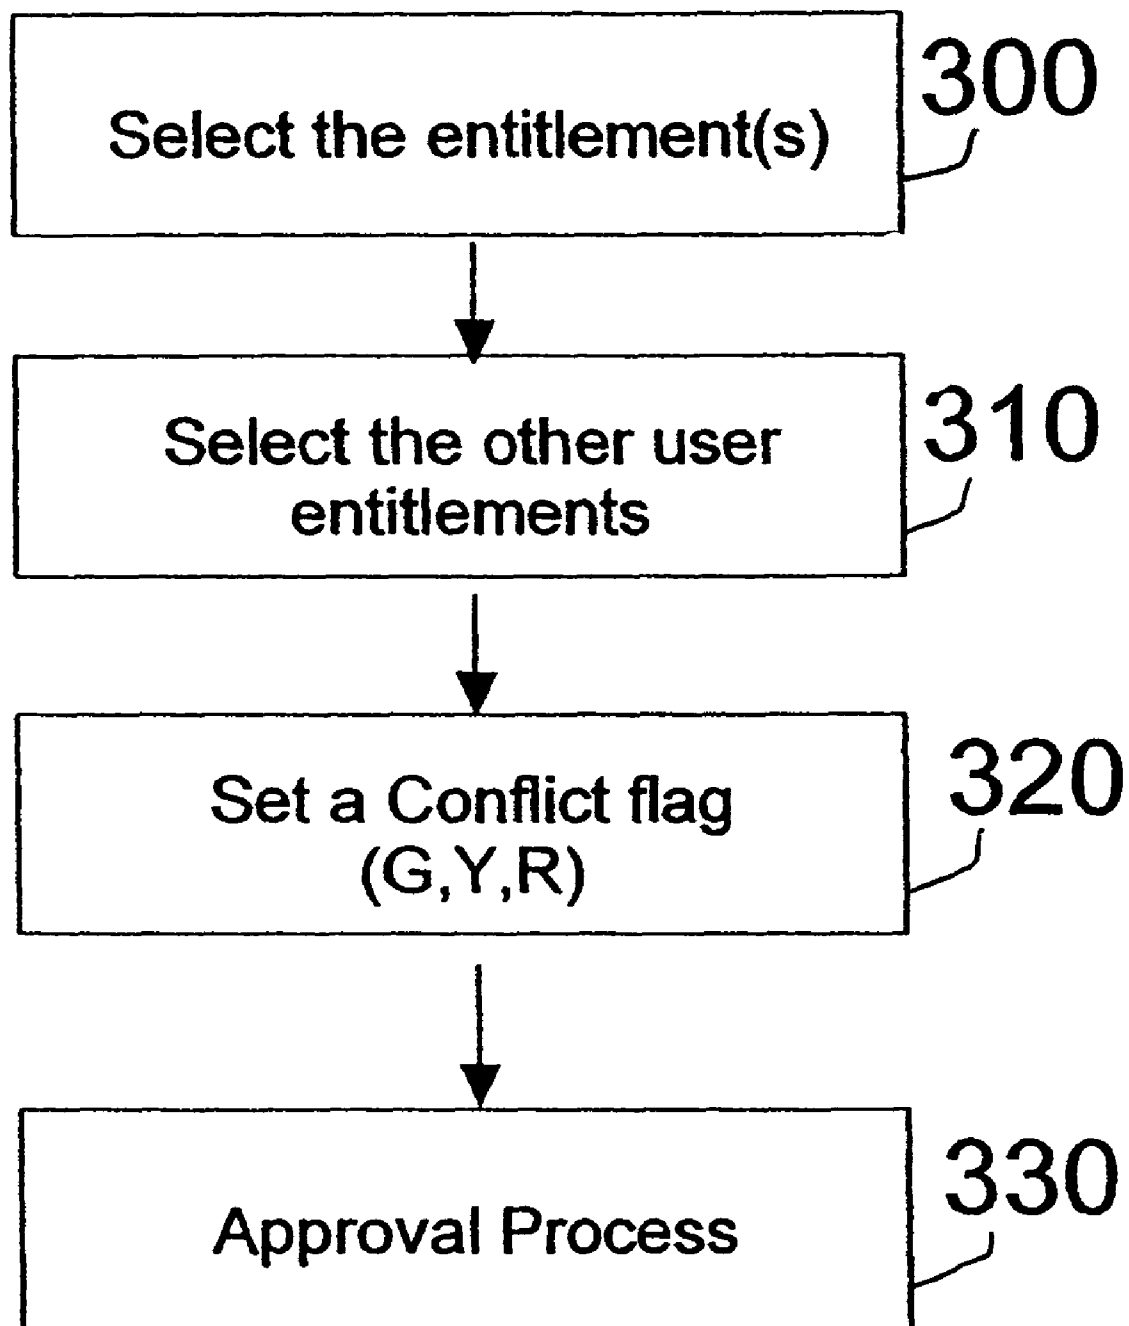 Select the entitlement(s)
300
Select the other user
entitlements
310
Set a Conflict flag
(G,Y,R)
320
Approval Process
330